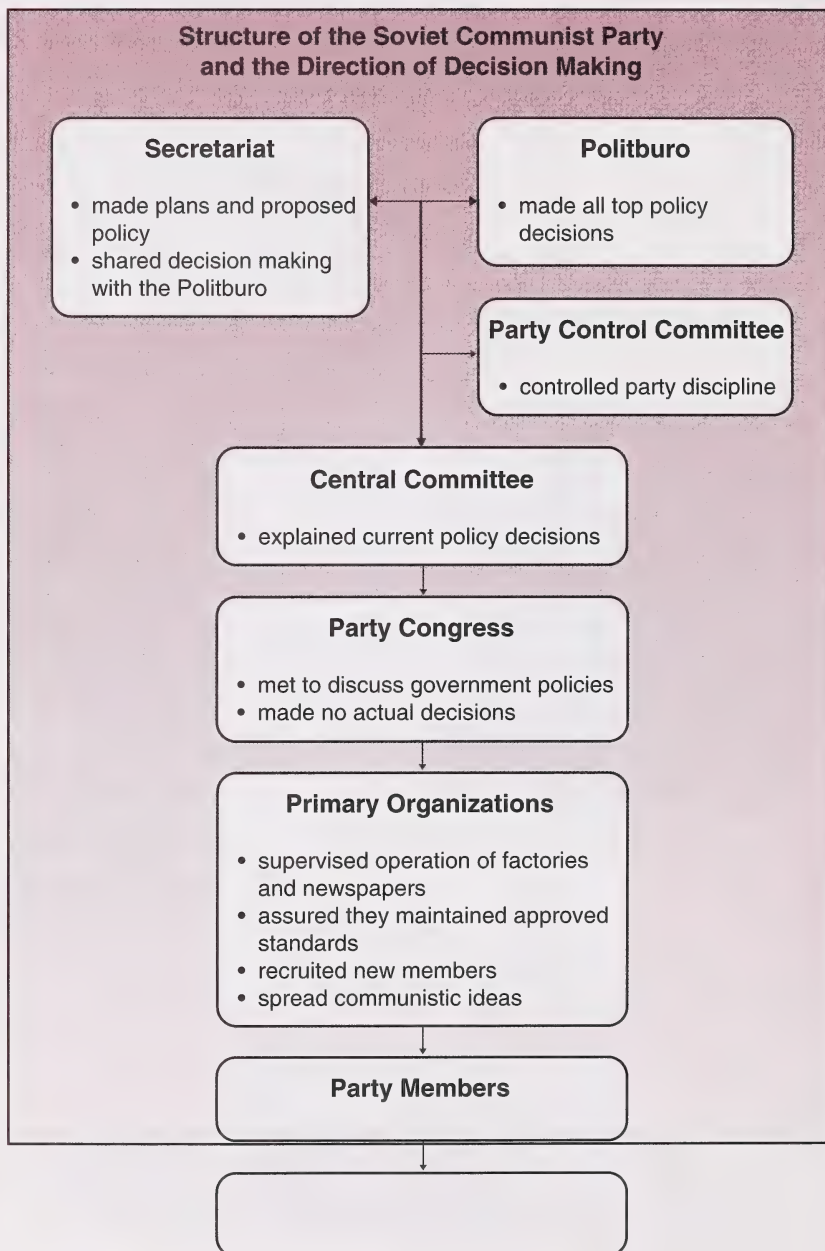 Structure of the Soviet Communist Party
and the Direction of Decision Making
Secretariat
• made plans and proposed
policy
• shared decision making
with the Politburo
Politburo
• made all top policy
decisions
Party Control Committee
• controlled party discipline
Central Committee
• explained current policy decisions
Party Congress
• met to discuss government policies
• made no actual decisions
Primary Organizations
• supervised operation of factories
and newspapers
• assured they maintained approved
standards
• recruited new members
• spread communistic ideas
Party Members